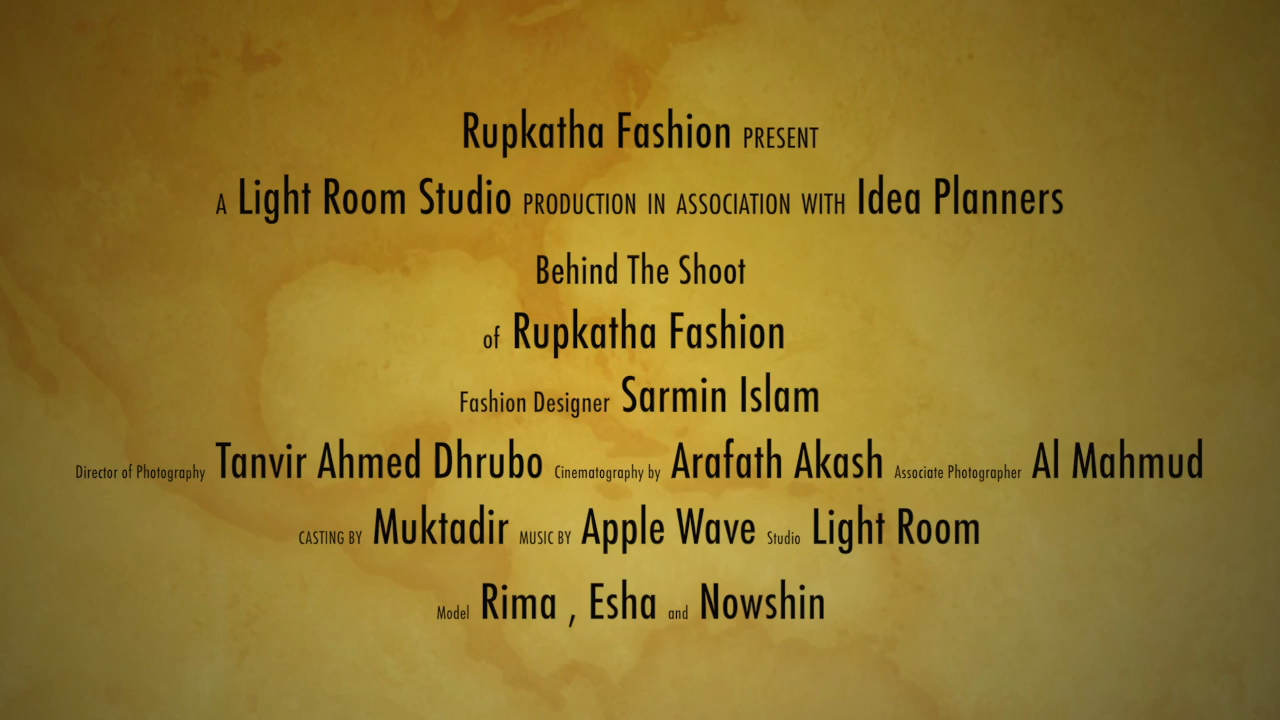 Rupkatha Fashion PRESENT
A Light Room Studio PRODUCTION IN ASSOCIATION WITH Idea Planners
Behind The Shoot
of Rupkatha Fashion
Fashion Designer Sarmin Islam
Director of Photography Tanvir Ahmed Dhrubo Cinematography by Arafath Akash Associate Photographer Al Mahmud
CASTING BY Muktadir MUSIC BY Apple Wave Studio Light Room
Model Rima , Esha and Nowshin